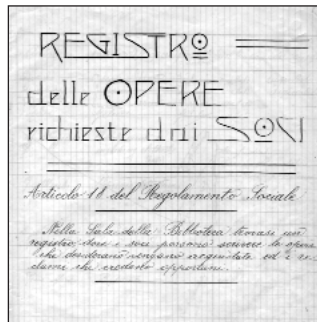 REGISTRO
delle OPERE
richieste dai SOCI
Articolo 18 del Regolamento Sociale
Nella Sala della Biblioteca trovasi un
registro dove i soci possono scrivere le opere
che desiderano vengano acquistate ed i re-
clami che credono opportuni.